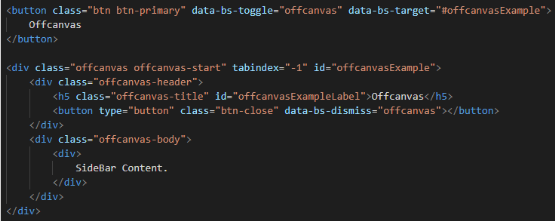 <button class="btn btn-primary" data-bs-toggle="offcanvas" data-bs-target="#offcanvasExample">
    Offcanvas
</button>

<div class="offcanvas offcanvas-start" tabindex="-1" id="offcanvasExample">
    <div class="offcanvas-header">
        <h5 class="offcanvas-title" id="offcanvasExampleLabel">Offcanvas</h5>
        <button type="button" class="btn-close" data-bs-dismiss="offcanvas"></button>
    </div>
    <div class="offcanvas-body">
        <div>
            SideBar Content.
        </div>
    </div>
</div>